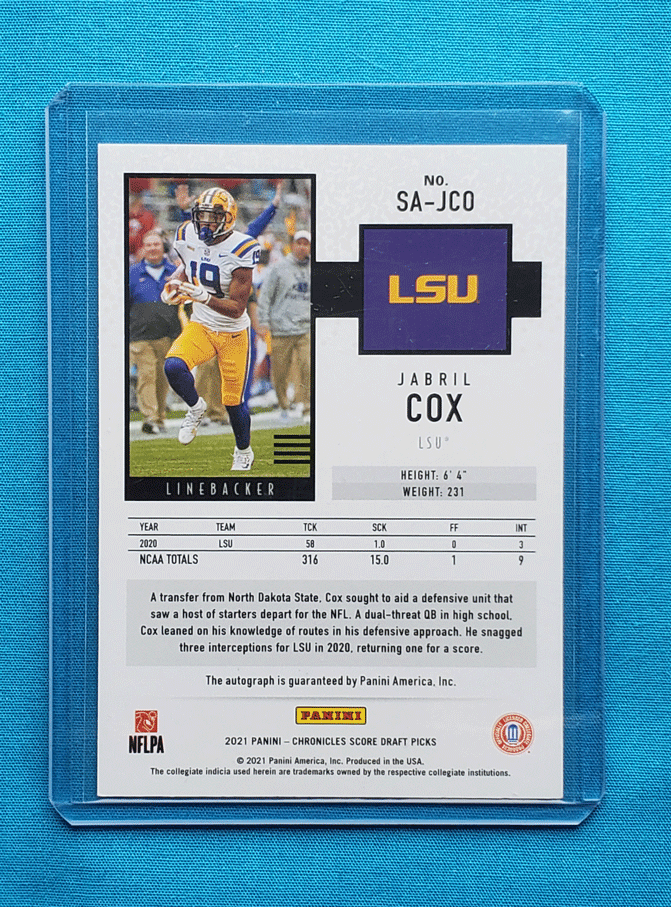 No.
SA-JCO
19
19
LSU
LSU
JABRIL
COX
LSU®
LINEBACKER
HEIGHT: 6' 4"
WEIGHT: 231
YEAR TEAM TCK SCK FF INT
2020 LSU 58 1.0 0 3
NCAA TOTALS 316 15.0 1 9
A transfer from North Dakota State, Cox sought to aid a defensive unit that
saw a host of starters depart for the NFL. A dual-threat QB in high school,
Cox leaned on his knowledge of routes in his defensive approach. He snagged
three interceptions for LSU in 2020, returning one for a score.
The autograph is guaranteed by Panini America, Inc.
PANINI
NFLPA
2021 PANINI – CHRONICLES SCORE DRAFT PICKS
© 2021 Panini America, Inc. Produced in the USA.
The collegiate indicia used herein are trademarks owned by the respective collegiate institutions.
OFFICIALLY LICENSED COLLEGIATE PRODUCTS